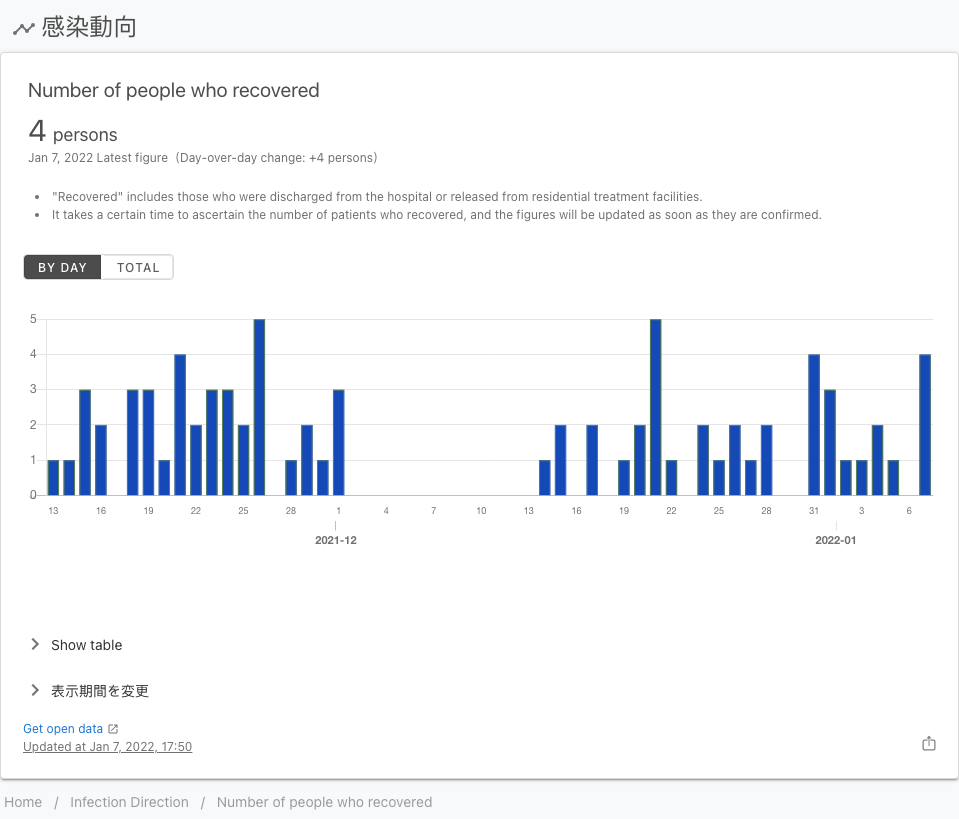 感染動向
Number of people who recovered
4 persons
Jan 7, 2022 Latest figure (Day-over-day change: +4 persons)
• "Recovered" includes those who were discharged from the hospital or released from residential treatment facilities.
• It takes a certain time to ascertain the number of patients who recovered, and the figures will be updated as soon as they are confirmed.
BY DAY TOTAL
5
4
3
2
1
0
13 16 19 22 25 28 1 4 7 10 13 16 19 22 25 28 31 3 6
2021-12 2022-01
Show table
表示期間を変更
Get open data
Updated at Jan 7, 2022, 17:50
Home / Infection Direction / Number of people who recovered